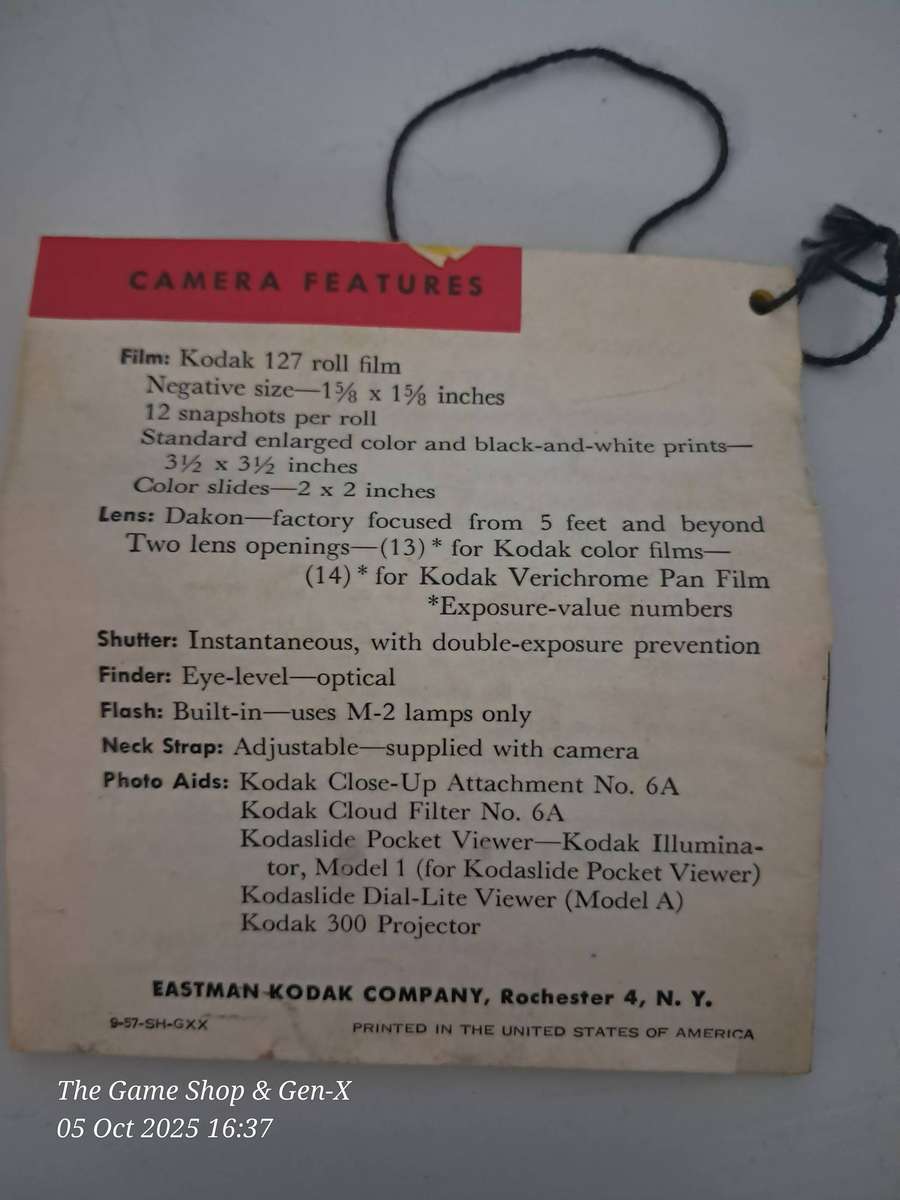 CAMERA FEATURES
Film: Kodak 127 roll film
Negative size—1⅝ x 1⅝ inches
12 snapshots per roll
Standard enlarged color and black-and-white prints—
3½ x 3½ inches
Color slides—2 x 2 inches
Lens: Dakon—factory focused from 5 feet and beyond
Two lens openings—(13)* for Kodak color films—
(14)* for Kodak Verichrome Pan Film
*Exposure-value numbers
Shutter: Instantaneous, with double-exposure prevention
Finder: Eye-level—optical
Flash: Built-in—uses M-2 lamps only
Neck Strap: Adjustable—supplied with camera
Photo Aids: Kodak Close-Up Attachment No. 6A
Kodak Cloud Filter No. 6A
Kodaslide Pocket Viewer—Kodak Illumina-
tor, Model 1 (for Kodaslide Pocket Viewer)
Kodaslide Dial-Lite Viewer (Model A)
Kodak 300 Projector
EASTMAN KODAK COMPANY, Rochester 4, N. Y.
9-57-SH-GXX PRINTED IN THE UNITED STATES OF AMERICA
The Game Shop & Gen-X
05 Oct 2025 16:37